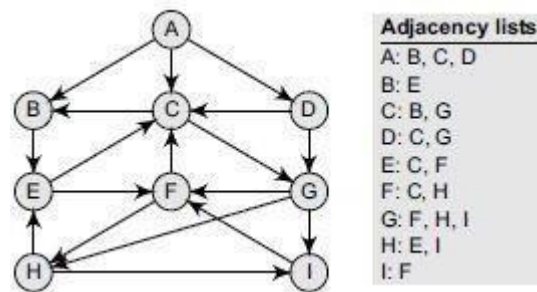 A
B
C
D
E
F
G
H
I
Adjacency lists
A: B, C, D
B: E
C: B, G
D: C, G
E: C, F
F: C, H
G: F, H, I
H: E, I
I: F